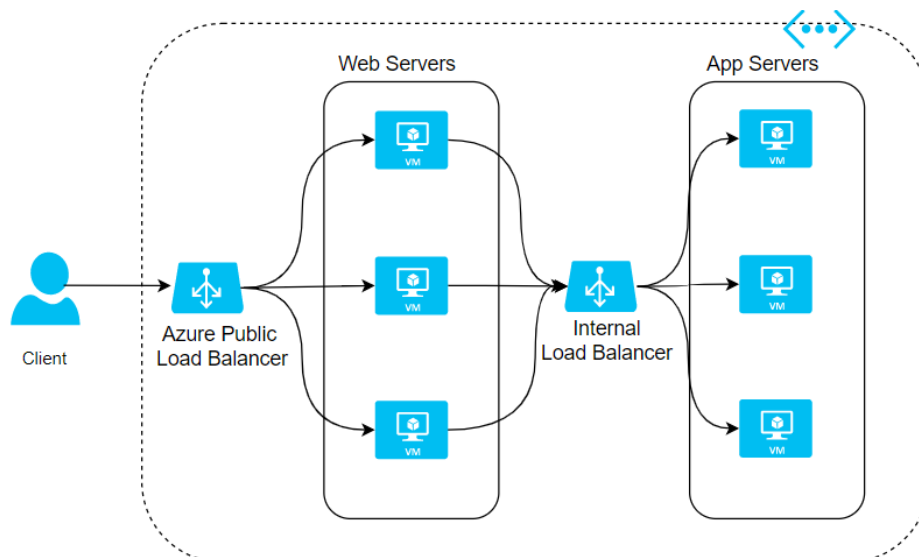 Web Servers
App Servers
VM
VM
VM
VM
VM
VM
Client
Azure Public
Load Balancer
Internal
Load Balancer